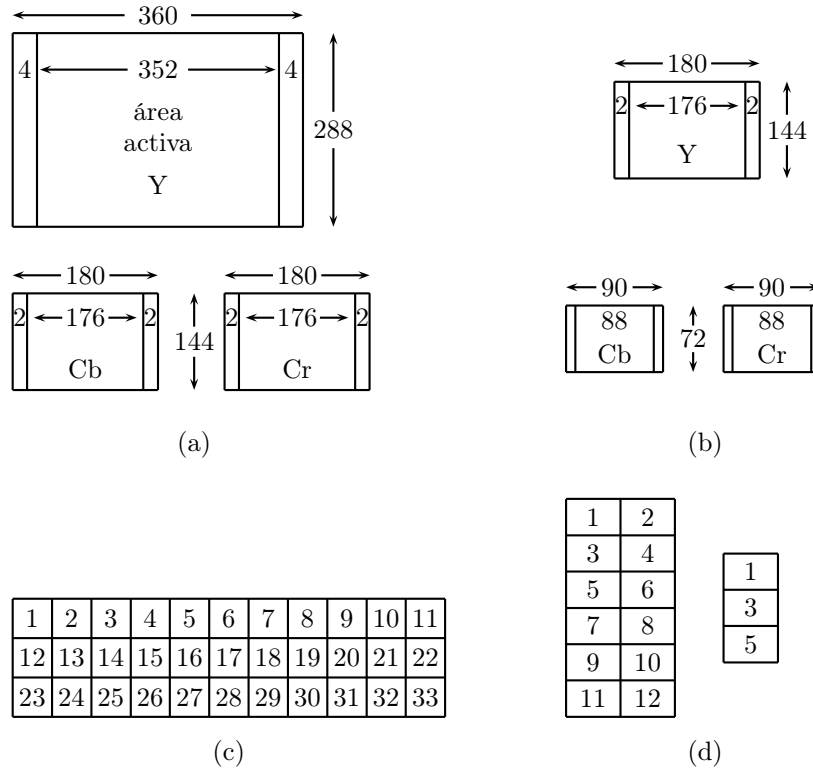 360
4 352 4
área
activa
Y
288
180
2 176 2
Y
144
180
2 176 2
Cb
144
180
2 176 2
Cr
90
88
Cb
72
90
88
Cr
(a)
(b)
1 2 3 4 5 6 7 8 9 10 11
12 13 14 15 16 17 18 19 20 21 22
23 24 25 26 27 28 29 30 31 32 33
1 2
3 4
5 6
7 8
9 10
11 12
1
3
5
(c)
(d)